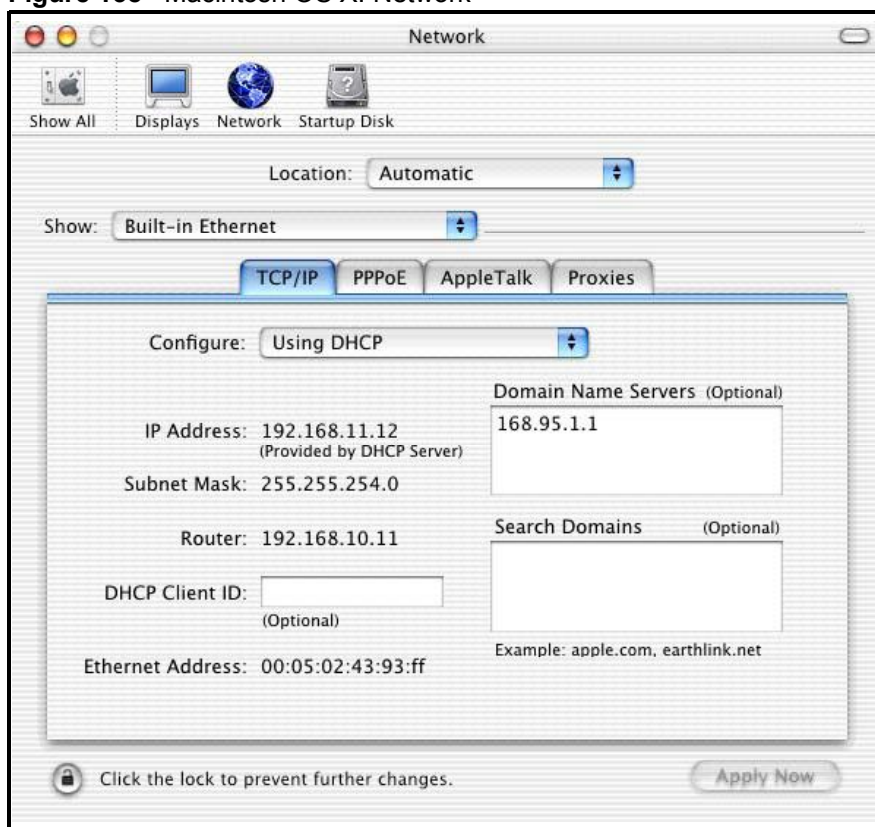 Network
Show All
Displays
Network
Startup Disk
Location: Automatic
Show: Built-in Ethernet
TCP/IP
PPPoE
AppleTalk
Proxies
Configure: Using DHCP
Domain Name Servers (Optional)
168.95.1.1
IP Address: 192.168.11.12
(Provided by DHCP Server)
Subnet Mask: 255.255.254.0
Router: 192.168.10.11
Search Domains (Optional)
DHCP Client ID:
(Optional)
Example: apple.com, earthlink.net
Ethernet Address: 00:05:02:43:93:ff
Click the lock to prevent further changes.
Apply Now